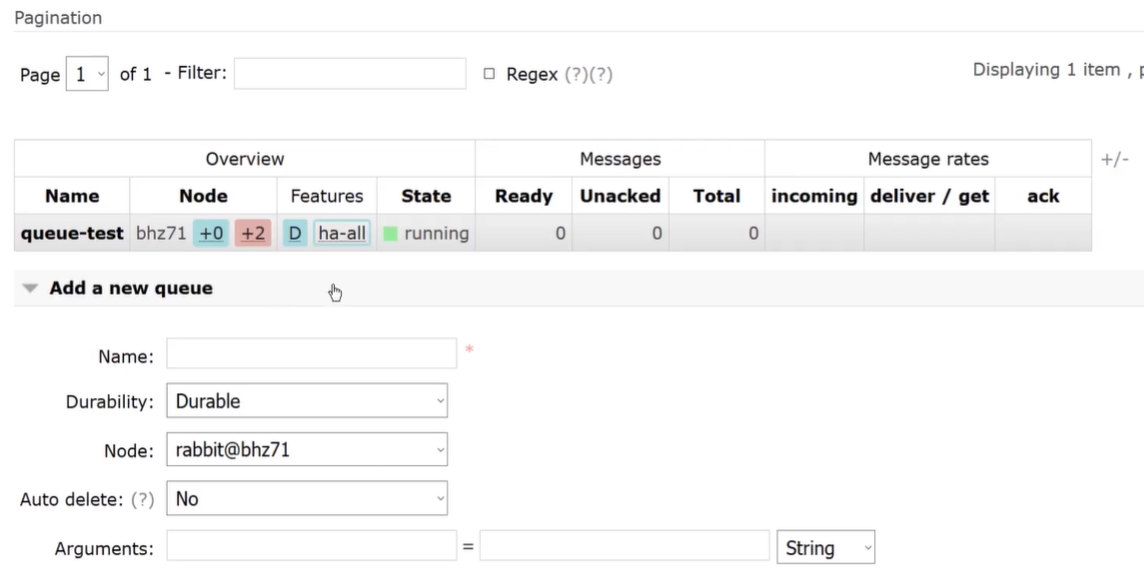 Pagination
Page 1 of 1 - Filter: Regex (?)(?) Displaying 1 item ,
Overview Messages Message rates +/-
Name Node Features State Ready Unacked Total incoming deliver / get ack
queue-test bhz71 +0 +2 D ha-all running 0 0 0
Add a new queue
Name: *
Durability: Durable
Node: rabbit@bhz71
Auto delete: (?) No
Arguments: = String